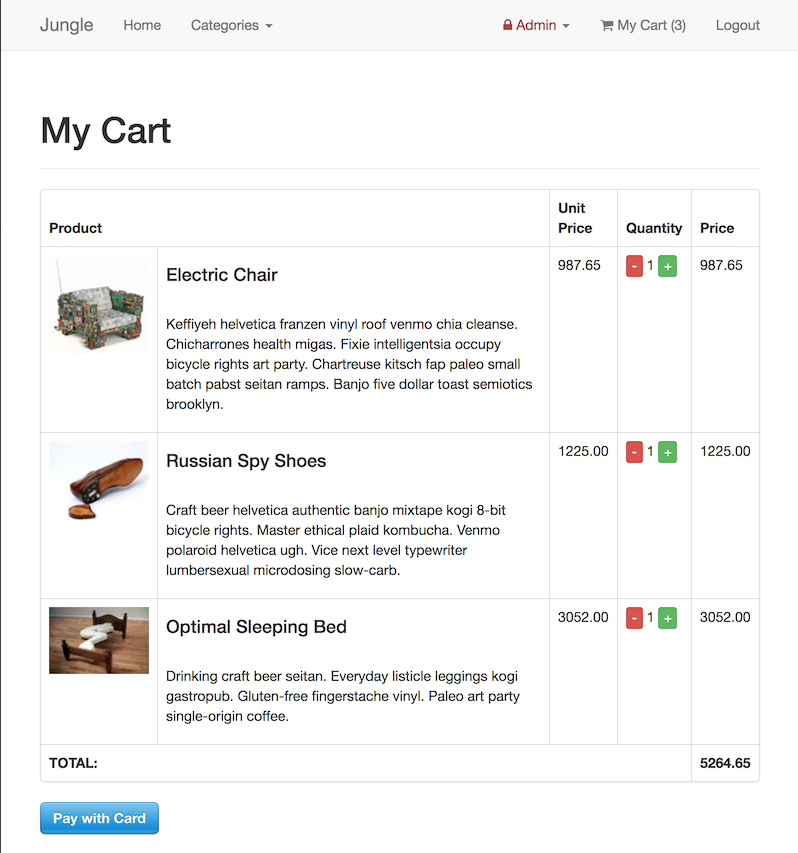 Jungle Home Categories Admin My Cart (3) Logout
My Cart
Product Unit Price Quantity Price
Electric Chair 987.65 - 1 + 987.65
Keffiyeh helvetica franzen vinyl roof venmo chia cleanse.
Chicharrones health migas. Fixie intelligentsia occupy
bicycle rights art party. Chartreuse kitsch fap paleo small
batch pabst seitan ramps. Banjo five dollar toast semiotics
brooklyn.
Russian Spy Shoes 1225.00 - 1 + 1225.00
Craft beer helvetica authentic banjo mixtape kogi 8-bit
bicycle rights. Master ethical plaid kombucha. Venmo
polaroid helvetica ugh. Vice next level typewriter
lumbersexual microdosing slow-carb.
Optimal Sleeping Bed 3052.00 - 1 + 3052.00
Drinking craft beer seitan. Everyday listicle leggings kogi
gastropub. Gluten-free fingerstache vinyl. Paleo art party
single-origin coffee.
TOTAL: 5264.65
Pay with Card